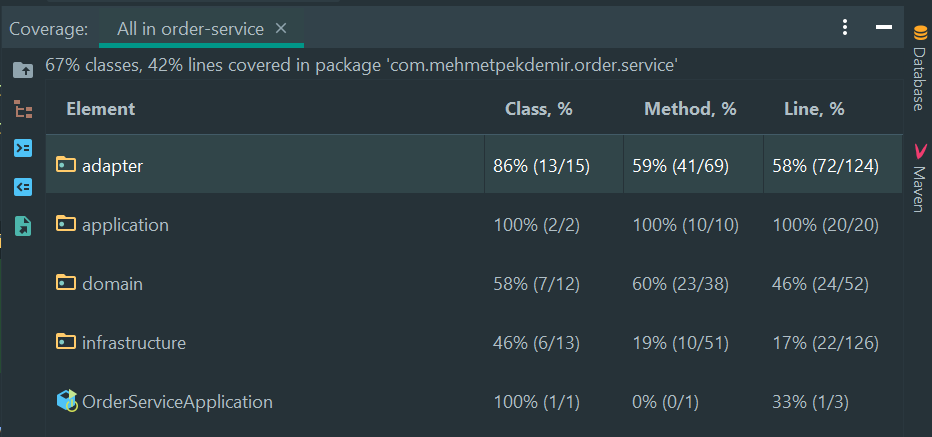 Coverage: All in order-service
67% classes, 42% lines covered in package 'com.mehmetpekdemir.order.service'
Element Class, % Method, % Line, %
adapter 86% (13/15) 59% (41/69) 58% (72/124)
application 100% (2/2) 100% (10/10) 100% (20/20)
domain 58% (7/12) 60% (23/38) 46% (24/52)
infrastructure 46% (6/13) 19% (10/51) 17% (22/126)
OrderServiceApplication 100% (1/1) 0% (0/1) 33% (1/3)
Database
Maven